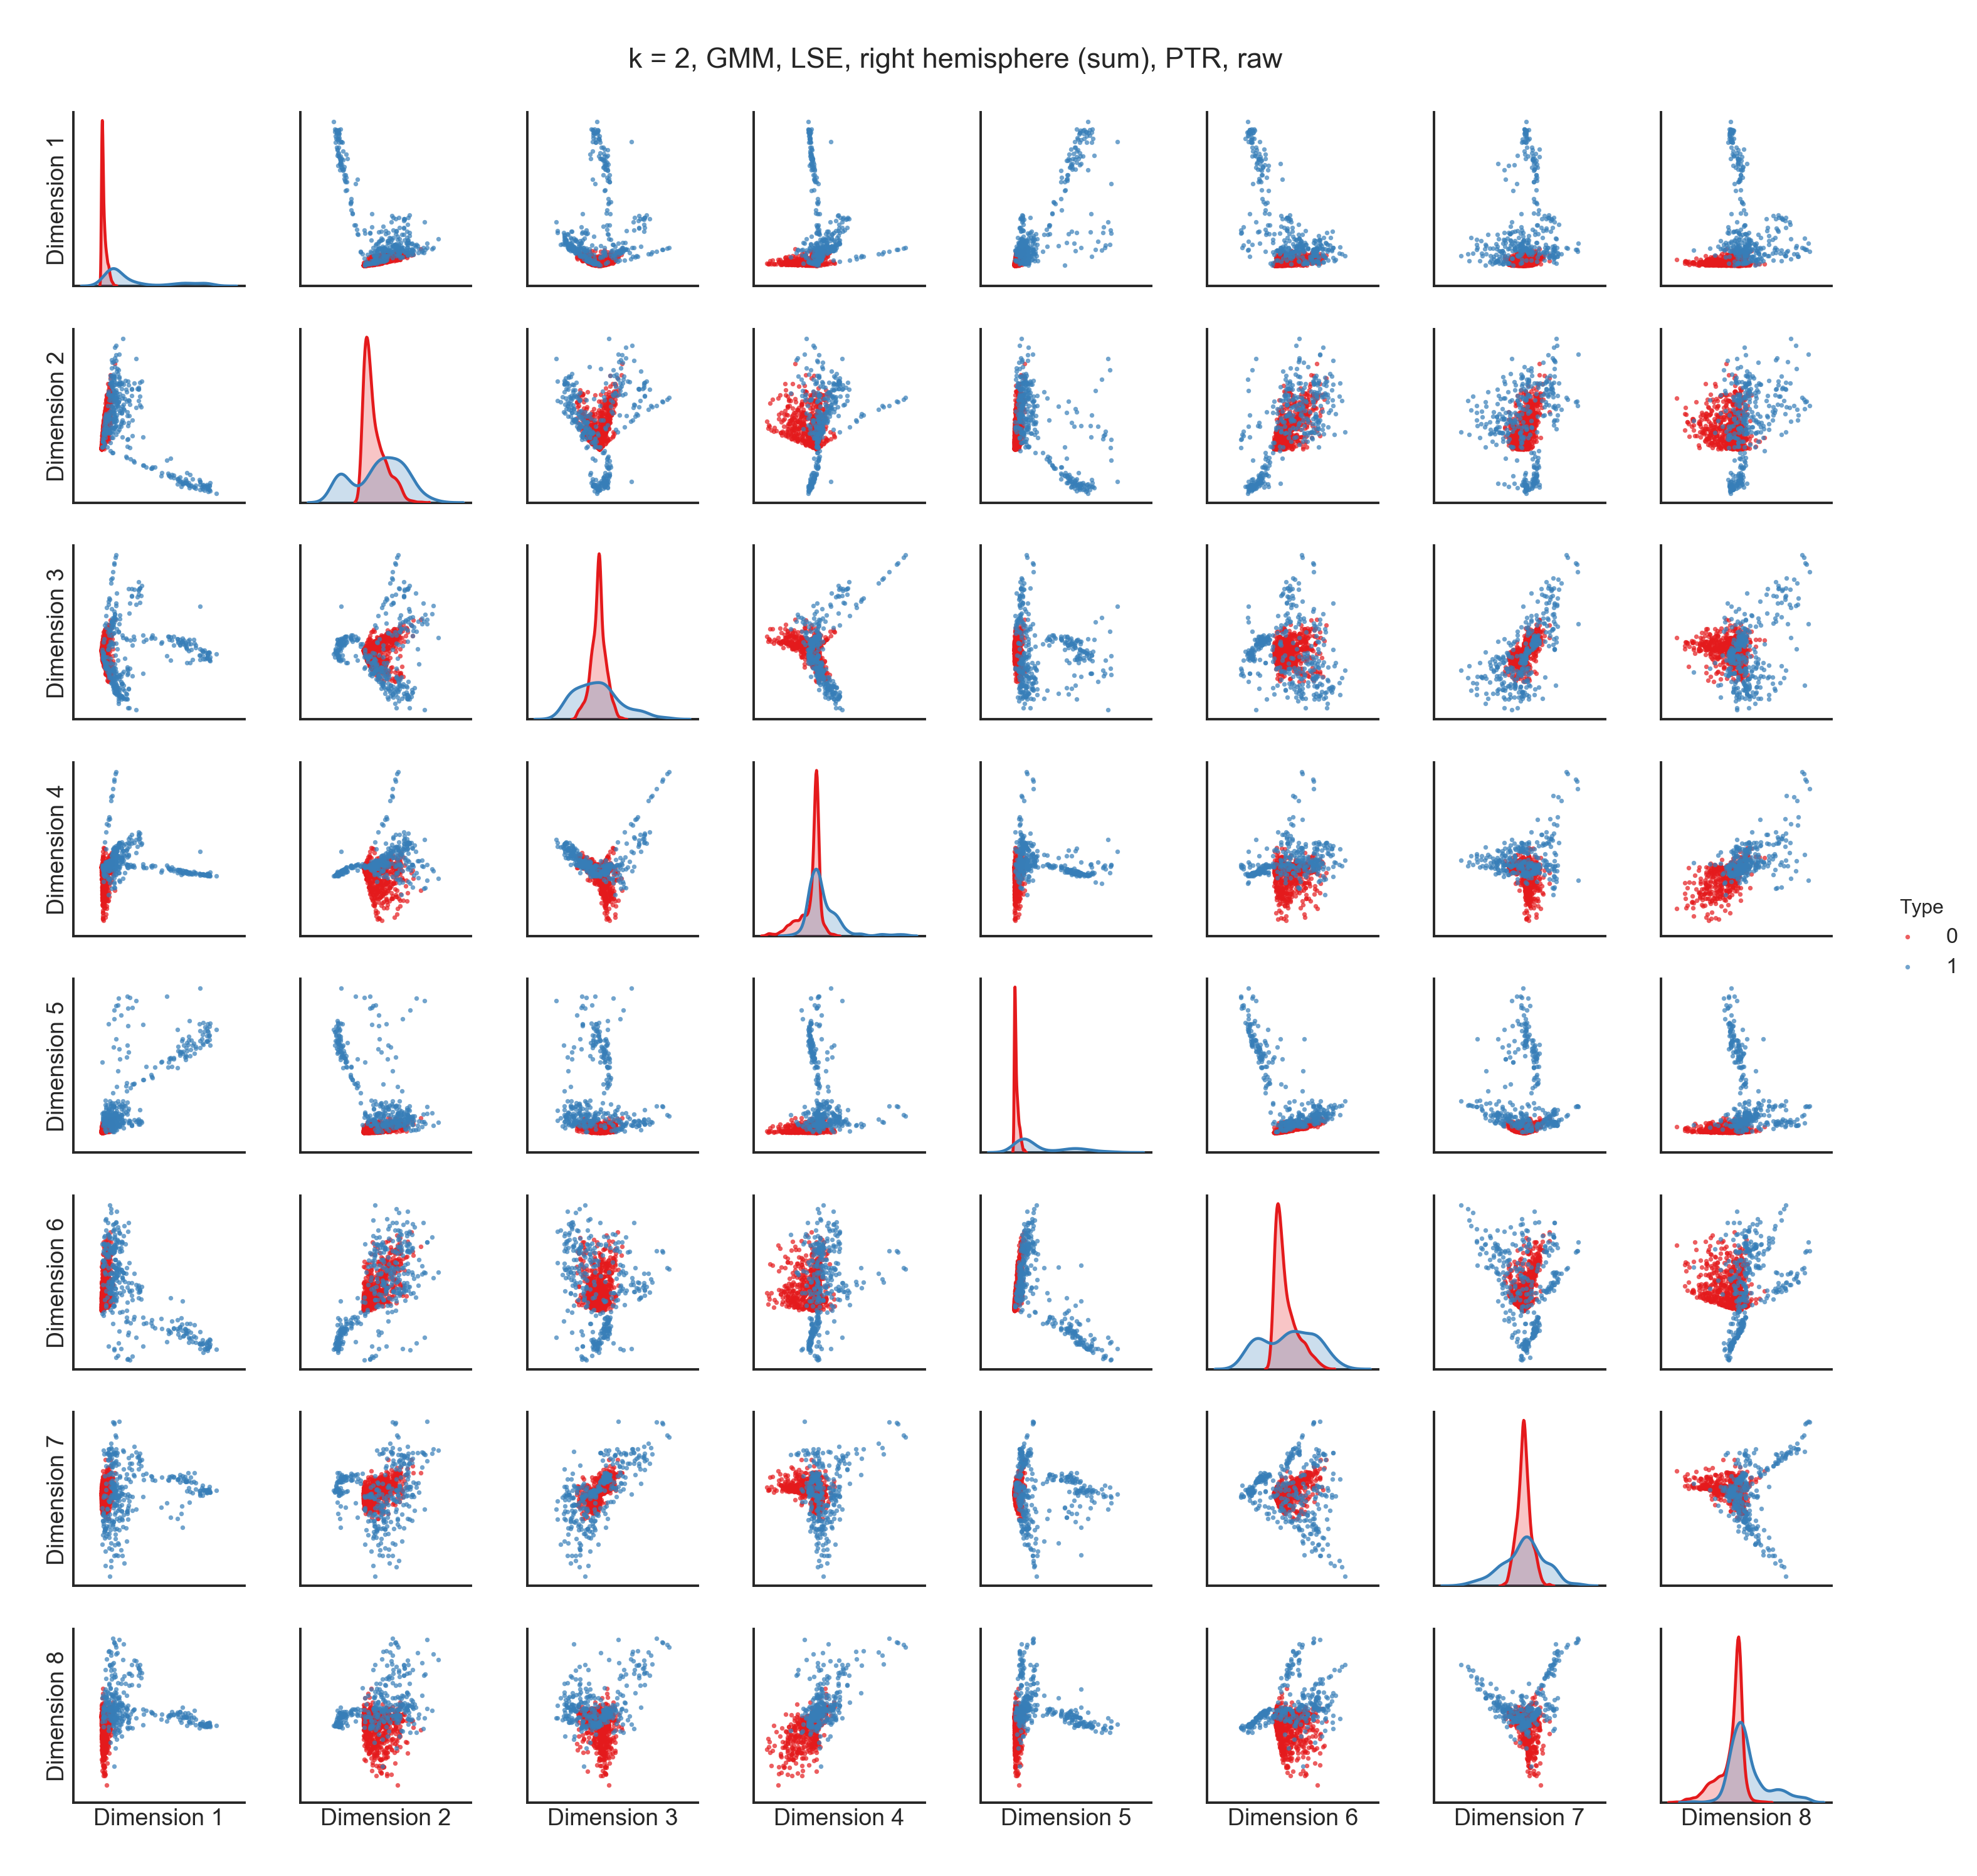 k = 2, GMM, LSE, right hemisphere (sum), PTR, raw
Dimension 1
Dimension 2
Dimension 3
Dimension 4
Dimension 5
Dimension 6
Dimension 7
Dimension 8
Type
0
1
Dimension 1
Dimension 2
Dimension 3
Dimension 4
Dimension 5
Dimension 6
Dimension 7
Dimension 8